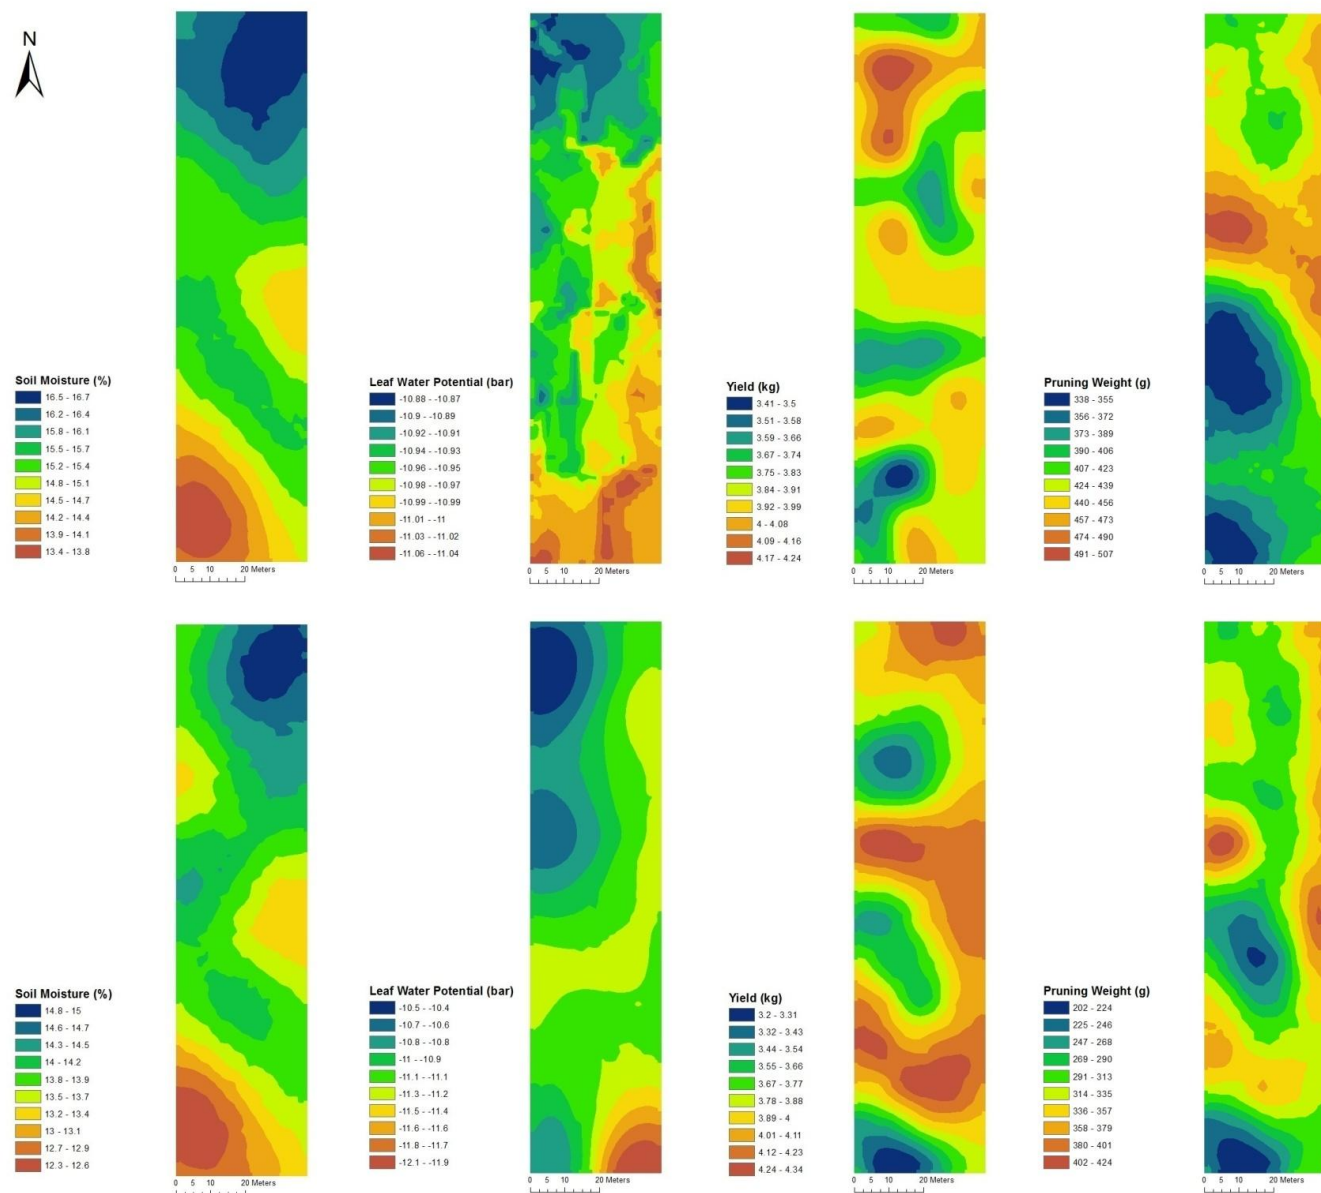 N
Soil Moisture (%)
16.5 - 16.7
16.2 - 16.4
15.8 - 16.1
15.5 - 15.7
15.2 - 15.4
14.8 - 15.1
14.5 - 14.7
14.2 - 14.4
13.9 - 14.1
13.4 - 13.8
0 5 10 20 Meters
Leaf Water Potential (bar)
-10.88 - -10.87
-10.9 - -10.89
-10.92 - -10.91
-10.94 - -10.93
-10.96 - -10.95
-10.98 - -10.97
-10.99 - -10.99
-11.01 - -11
-11.03 - -11.02
-11.06 - -11.04
0 5 10 20 Meters
Yield (kg)
3.41 - 3.5
3.51 - 3.58
3.59 - 3.66
3.67 - 3.74
3.75 - 3.83
3.84 - 3.91
3.92 - 3.99
4 - 4.08
4.09 - 4.16
4.17 - 4.24
0 5 10 20 Meters
Pruning Weight (g)
338 - 355
356 - 372
373 - 389
390 - 406
407 - 423
424 - 439
440 - 456
457 - 473
474 - 490
491 - 507
0 5 10 20 Meters
Soil Moisture (%)
14.8 - 15
14.6 - 14.7
14.3 - 14.5
14 - 14.2
13.8 - 13.9
13.5 - 13.7
13.2 - 13.4
13 - 13.1
12.7 - 12.9
12.3 - 12.6
0 5 10 20 Meters
Leaf Water Potential (bar)
-10.5 - -10.4
-10.7 - -10.6
-10.8 - -10.8
-11 - -10.9
-11.1 - -11.1
-11.3 - -11.2
-11.5 - -11.4
-11.6 - -11.6
-11.8 - -11.7
-12.1 - -11.9
0 5 10 20 Meters
Yield (kg)
3.2 - 3.31
3.32 - 3.43
3.44 - 3.54
3.55 - 3.66
3.67 - 3.77
3.78 - 3.88
3.89 - 4
4.01 - 4.11
4.12 - 4.23
4.24 - 4.34
0 5 10 20 Meters
Pruning Weight (g)
202 - 224
225 - 246
247 - 268
269 - 290
291 - 313
314 - 335
336 - 357
358 - 379
380 - 401
402 - 424
0 5 10 20 Meters